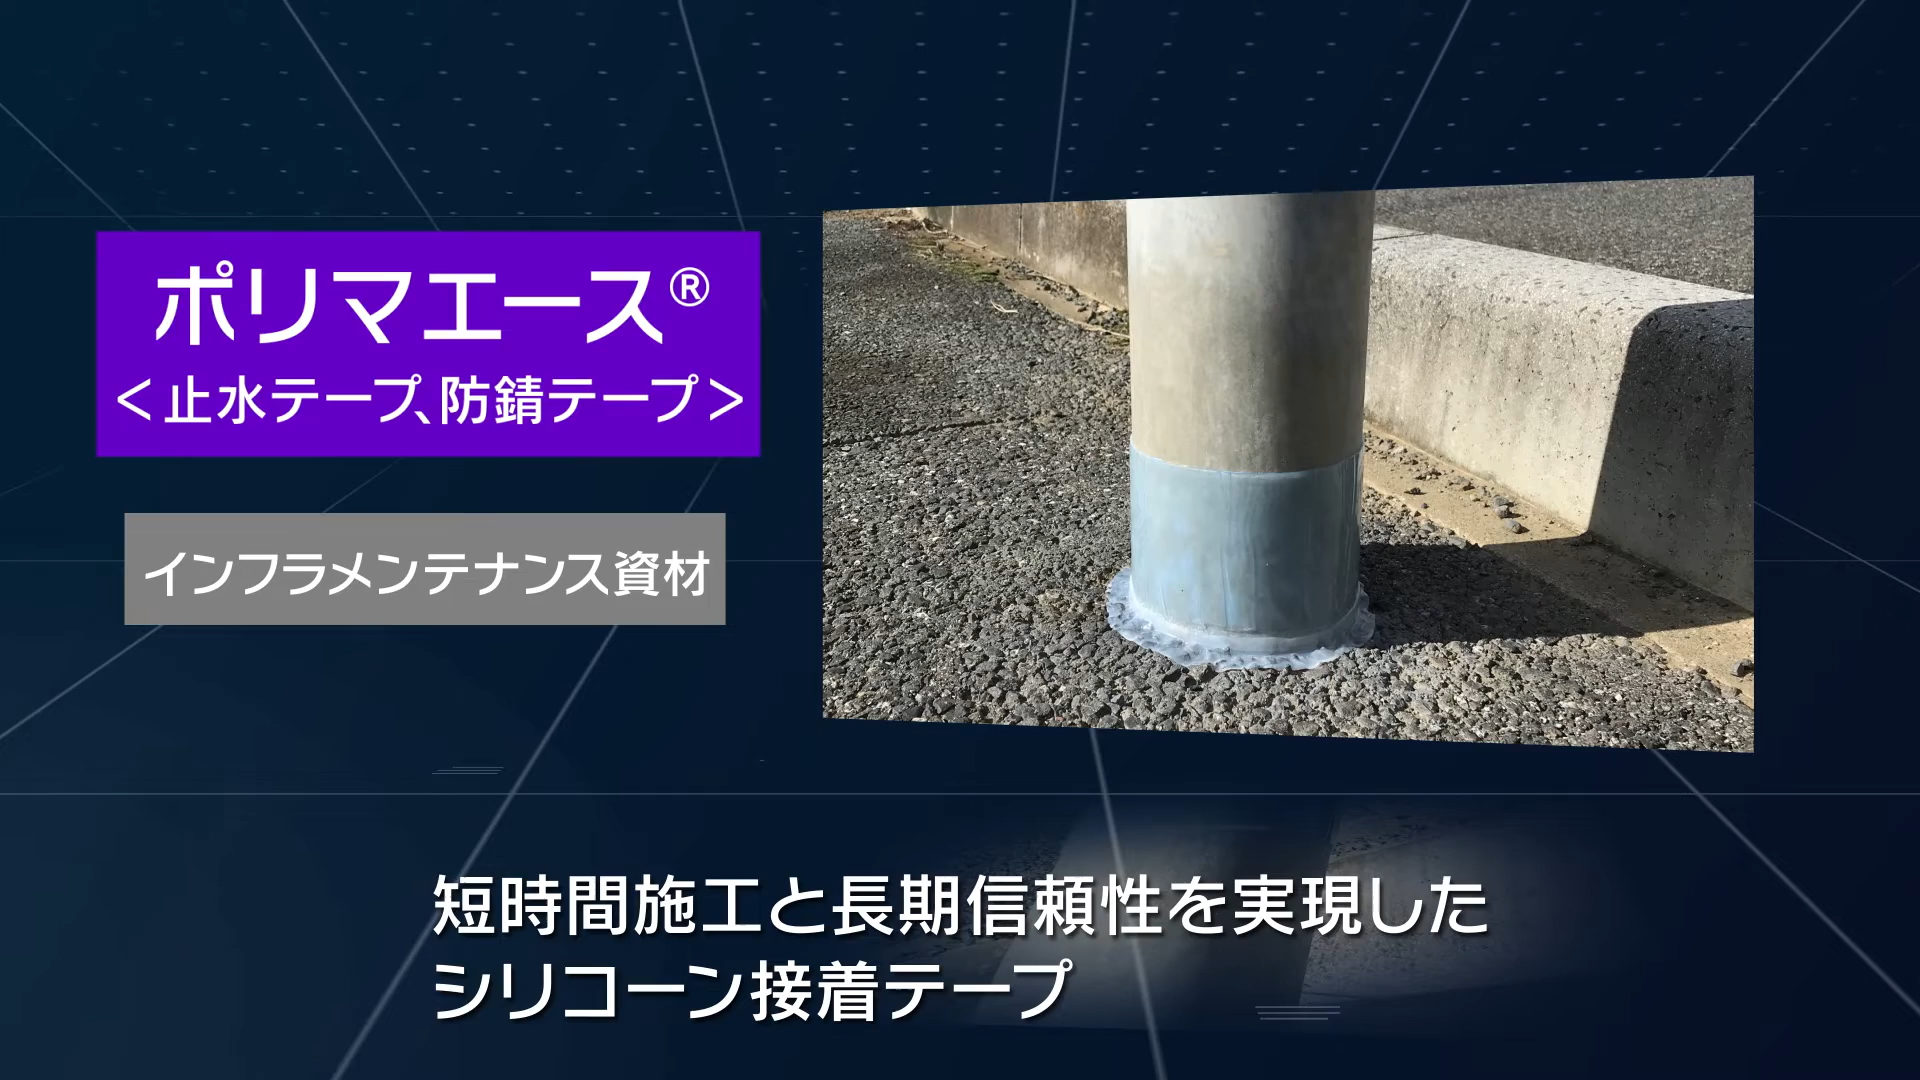 ポリマエース®
＜止水テープ、防錆テープ＞
インフラメンテナンス資材
短時間施工と長期信頼性を実現した
シリコーン接着テープ